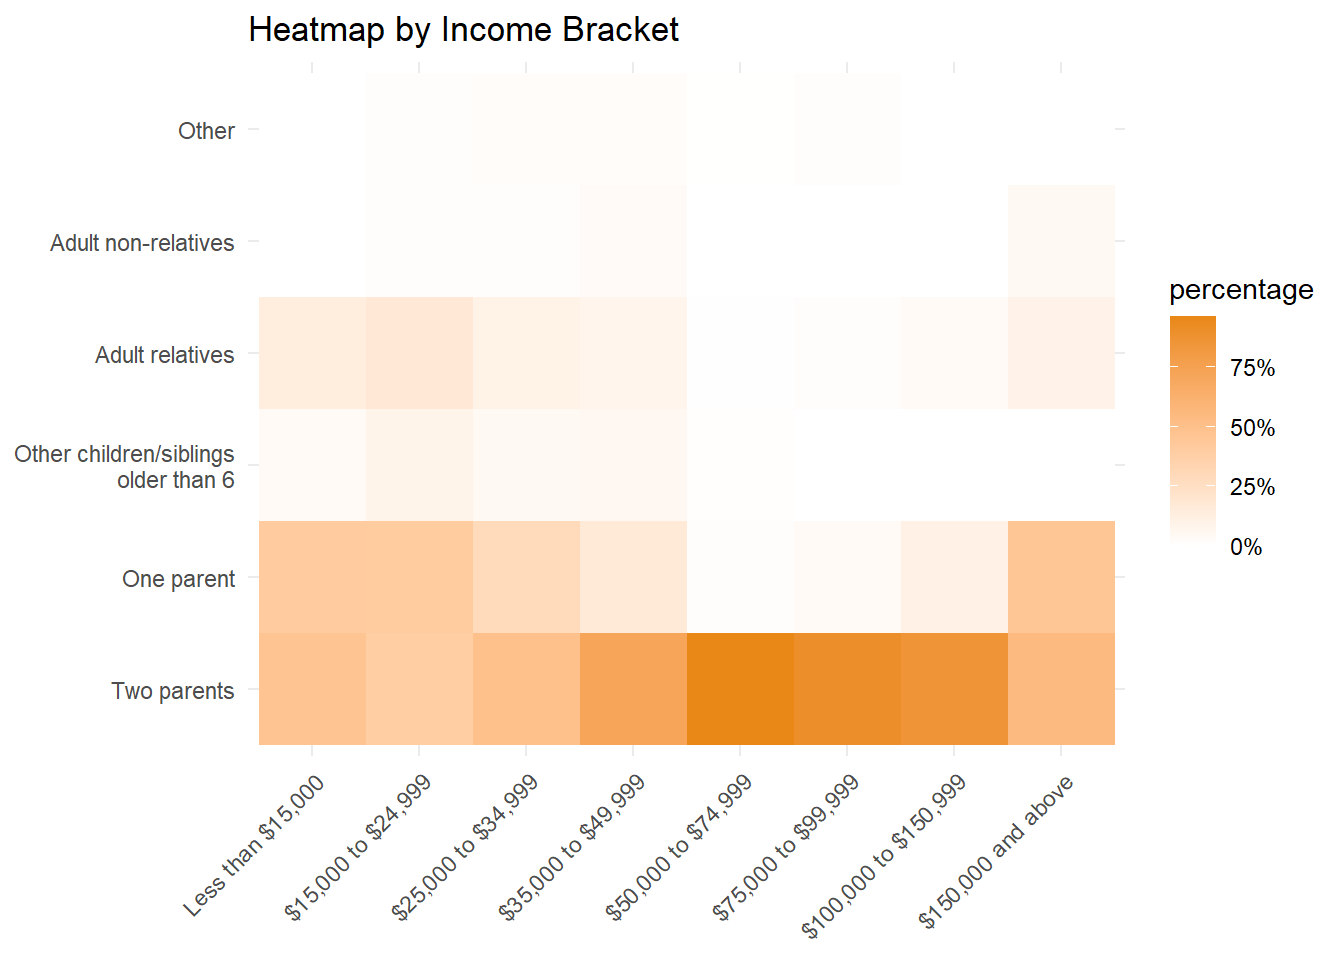 Heatmap by Income Bracket
Other
Adult non-relatives
Adult relatives
Other children/siblings
older than 6
One parent
Two parents
Less than $15,000
$15,000 to $24,999
$25,000 to $34,999
$35,000 to $49,999
$50,000 to $74,999
$75,000 to $99,999
$100,000 to $150,999
$150,000 and above
percentage
75%
50%
25%
0%